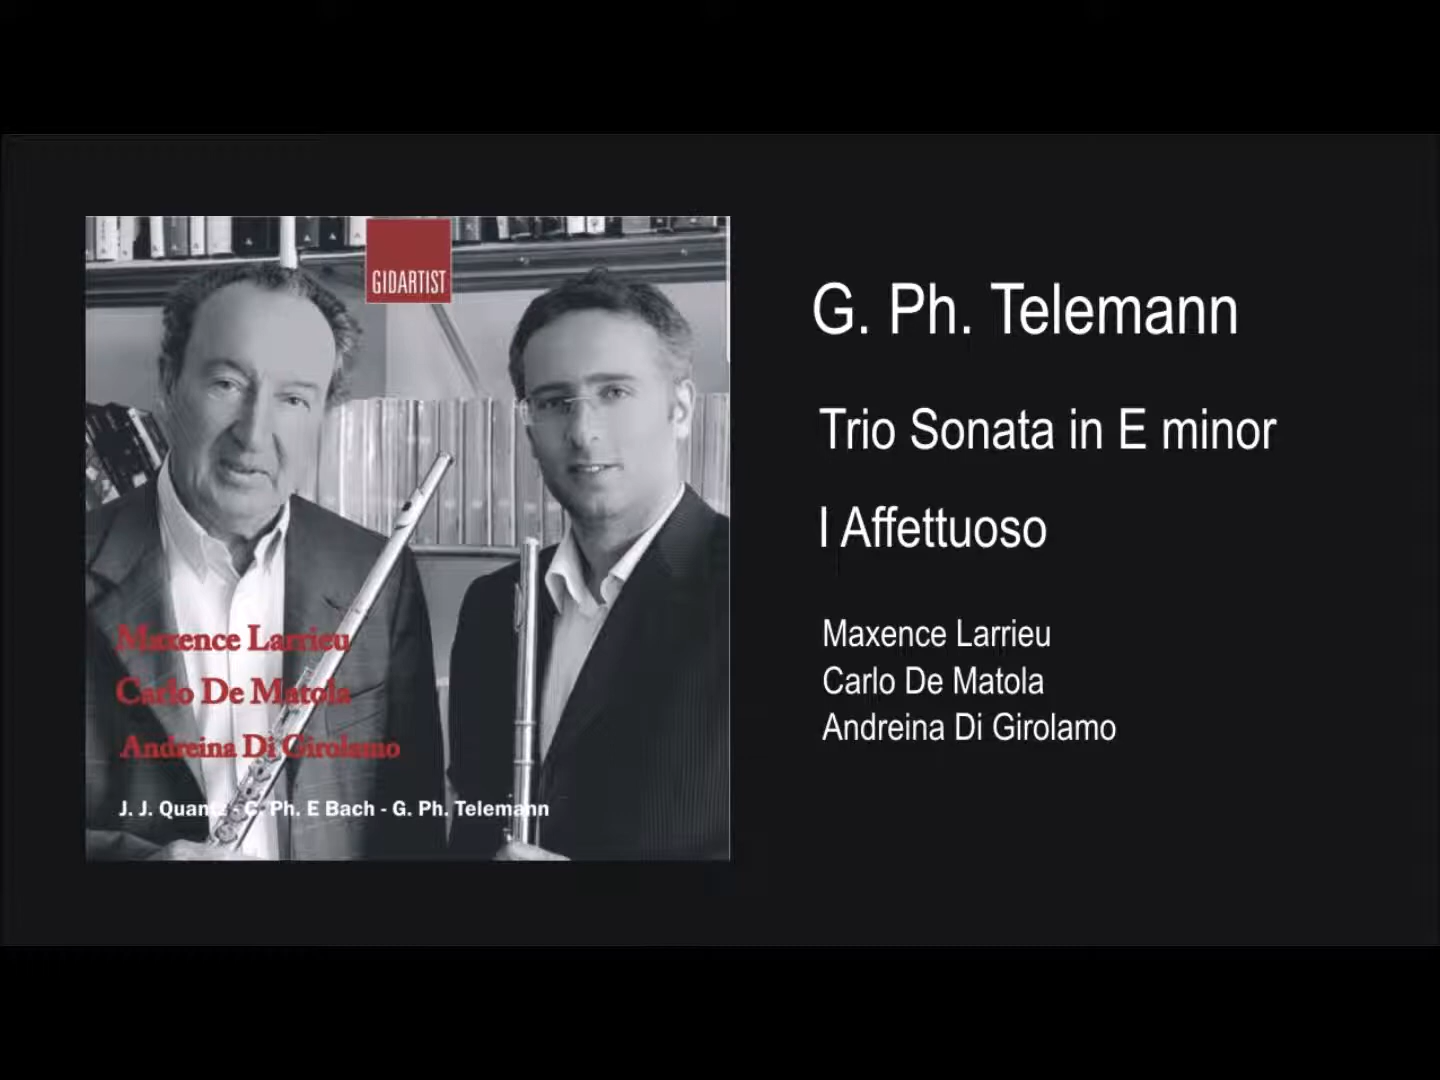 GIDARTIST
Maxence Larrieu
Carlo De Matola
Andreina Di Girolamo
J. J. Quantz - C. Ph. E Bach - G. Ph. Telemann
G. Ph. Telemann
Trio Sonata in E minor
I Affettuoso
Maxence Larrieu
Carlo De Matola
Andreina Di Girolamo